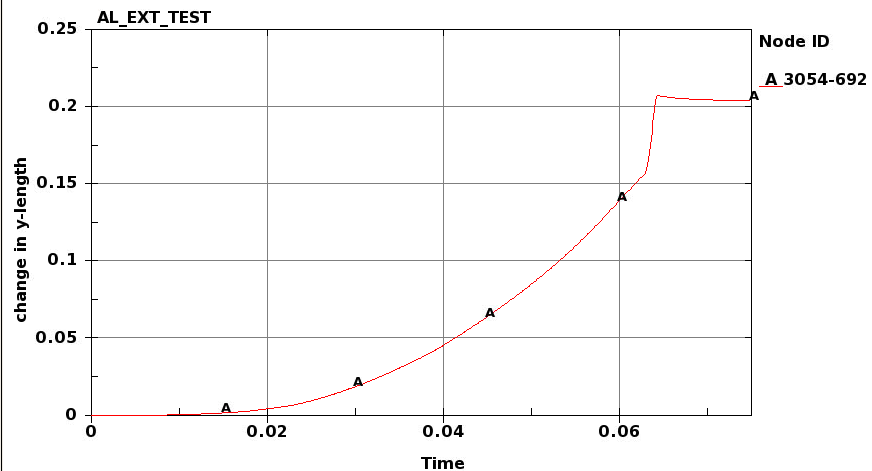 AL_EXT_TEST
0.25
0.2
0.15
0.1
0.05
0
change in y-length
0
0.02
0.04
0.06
Time
A
A
A
A
A
Node ID
A 3054-692